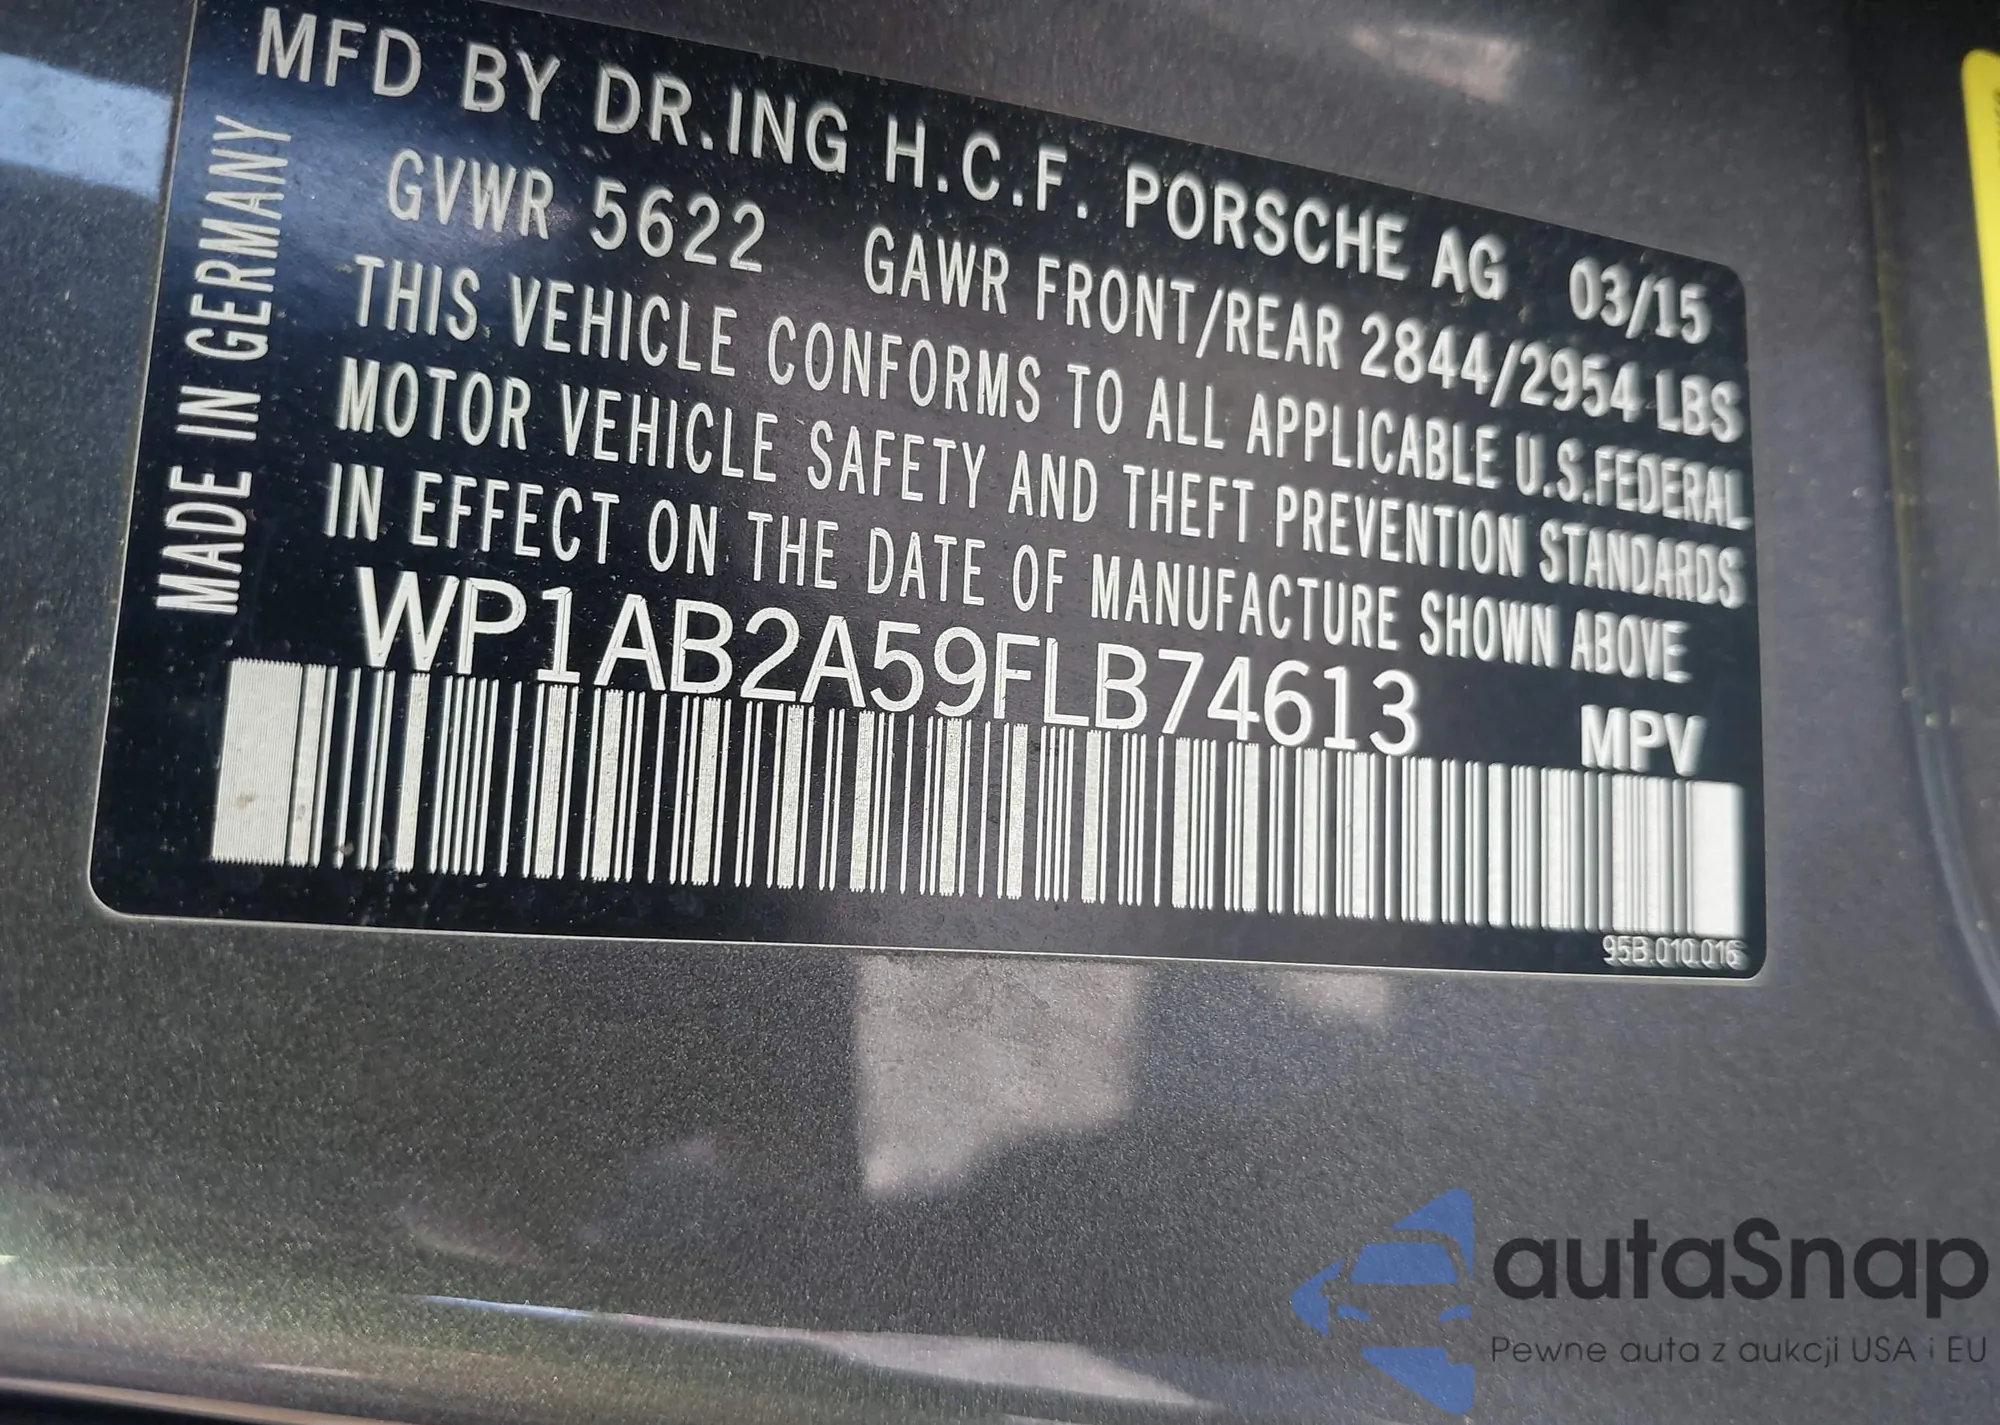 MFD BY DR.ING H.C.F. PORSCHE AG 03/15
GVWR 5622 GAWR FRONT/REAR 2844/2954 LBS
THIS VEHICLE CONFORMS TO ALL APPLICABLE U.S.FEDERAL
MOTOR VEHICLE SAFETY AND THEFT PREVENTION STANDARDS
IN EFFECT ON THE DATE OF MANUFACTURE SHOWN ABOVE
WP1AB2A59FLB74613 MPV
95B.010.016
MADE IN GERMANY
autaSnap
Pewne auta z aukcji USA i EU